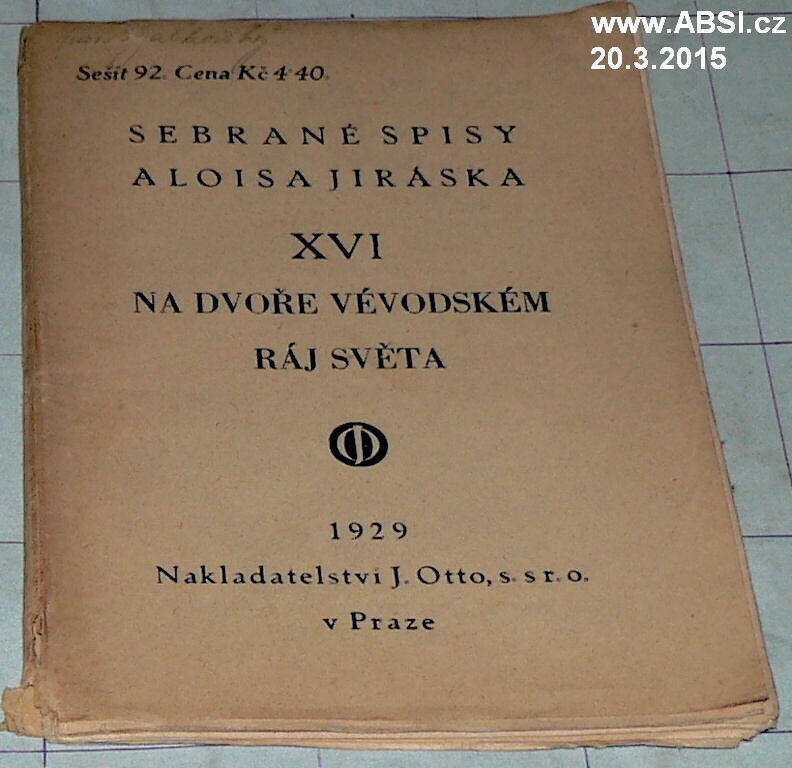 www.ABSI.cz
20.3.2015
Sešit 92. Cena Kč 4·40.
SEBRANÉ SPISY
ALOISA JIRÁSKA
XVI
NA DVOŘE VÉVODSKÉM
RÁJ SVĚTA
1929
Nakladatelství J. Otto, s. s r. o.
v Praze